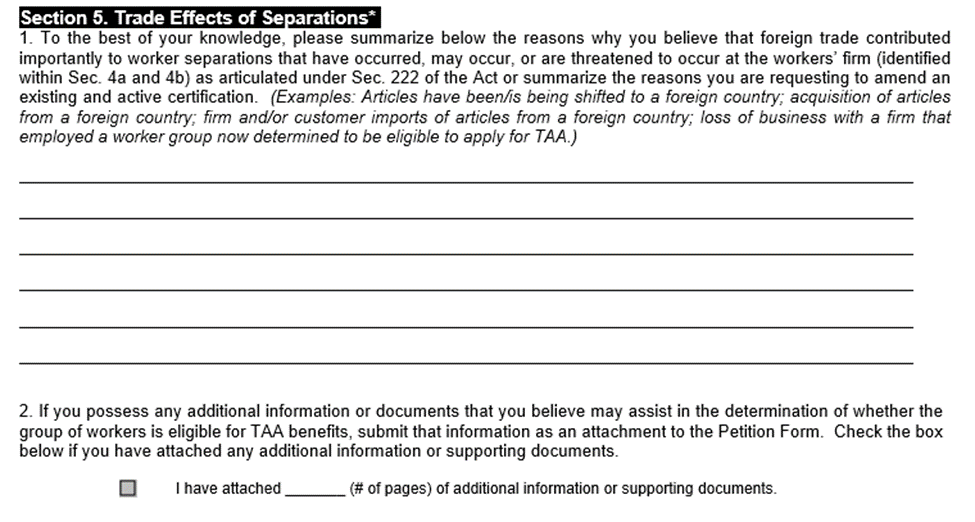 Section 5. Trade Effects of Separations*
1. To the best of your knowledge, please summarize below the reasons why you believe that foreign trade contributed
importantly to worker separations that have occurred, may occur, or are threatened to occur at the workers' firm (identified
within Sec. 4a and 4b) as articulated under Sec. 222 of the Act or summarize the reasons you are requesting to amend an
existing and active certification. (Examples: Articles have been/is being shifted to a foreign country; acquisition of articles
from a foreign country; firm and/or customer imports of articles from a foreign country; loss of business with a firm that
employed a worker group now determined to be eligible to apply for TAA.)
2. If you possess any additional information or documents that you believe may assist in the determination of whether the
group of workers is eligible for TAA benefits, submit that information as an attachment to the Petition Form. Check the box
below if you have attached any additional information or supporting documents.
I have attached _______ (# of pages) of additional information or supporting documents.